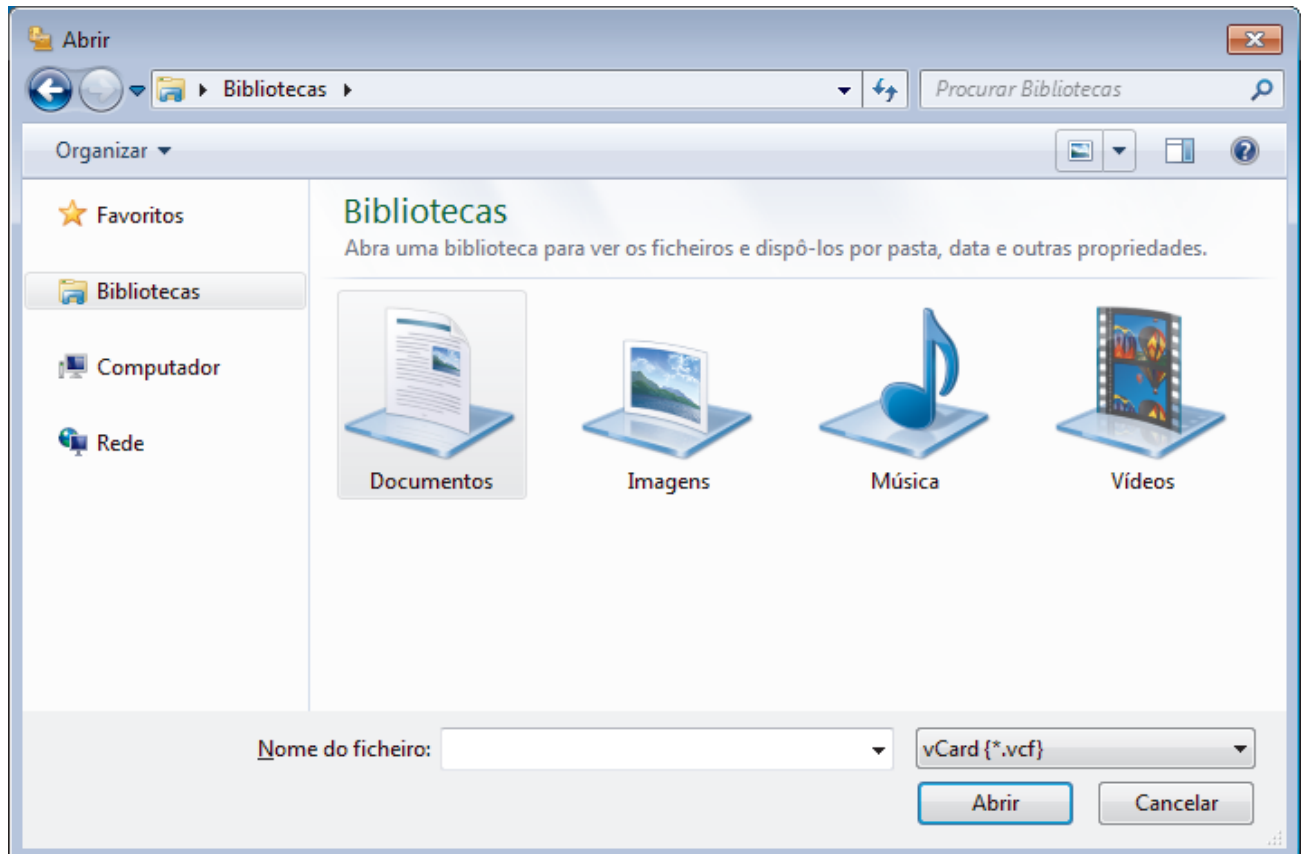 Abrir
Bibliotecas
Procurar Bibliotecas
Organizar
Favoritos
Bibliotecas
Computador
Rede
Bibliotecas
Abra uma biblioteca para ver os ficheiros e dispô-los por pasta, data e outras propriedades.
Documentos
Imagens
Música
Vídeos
Nome do ficheiro:
vCard {*.vcf}
Abrir
Cancelar